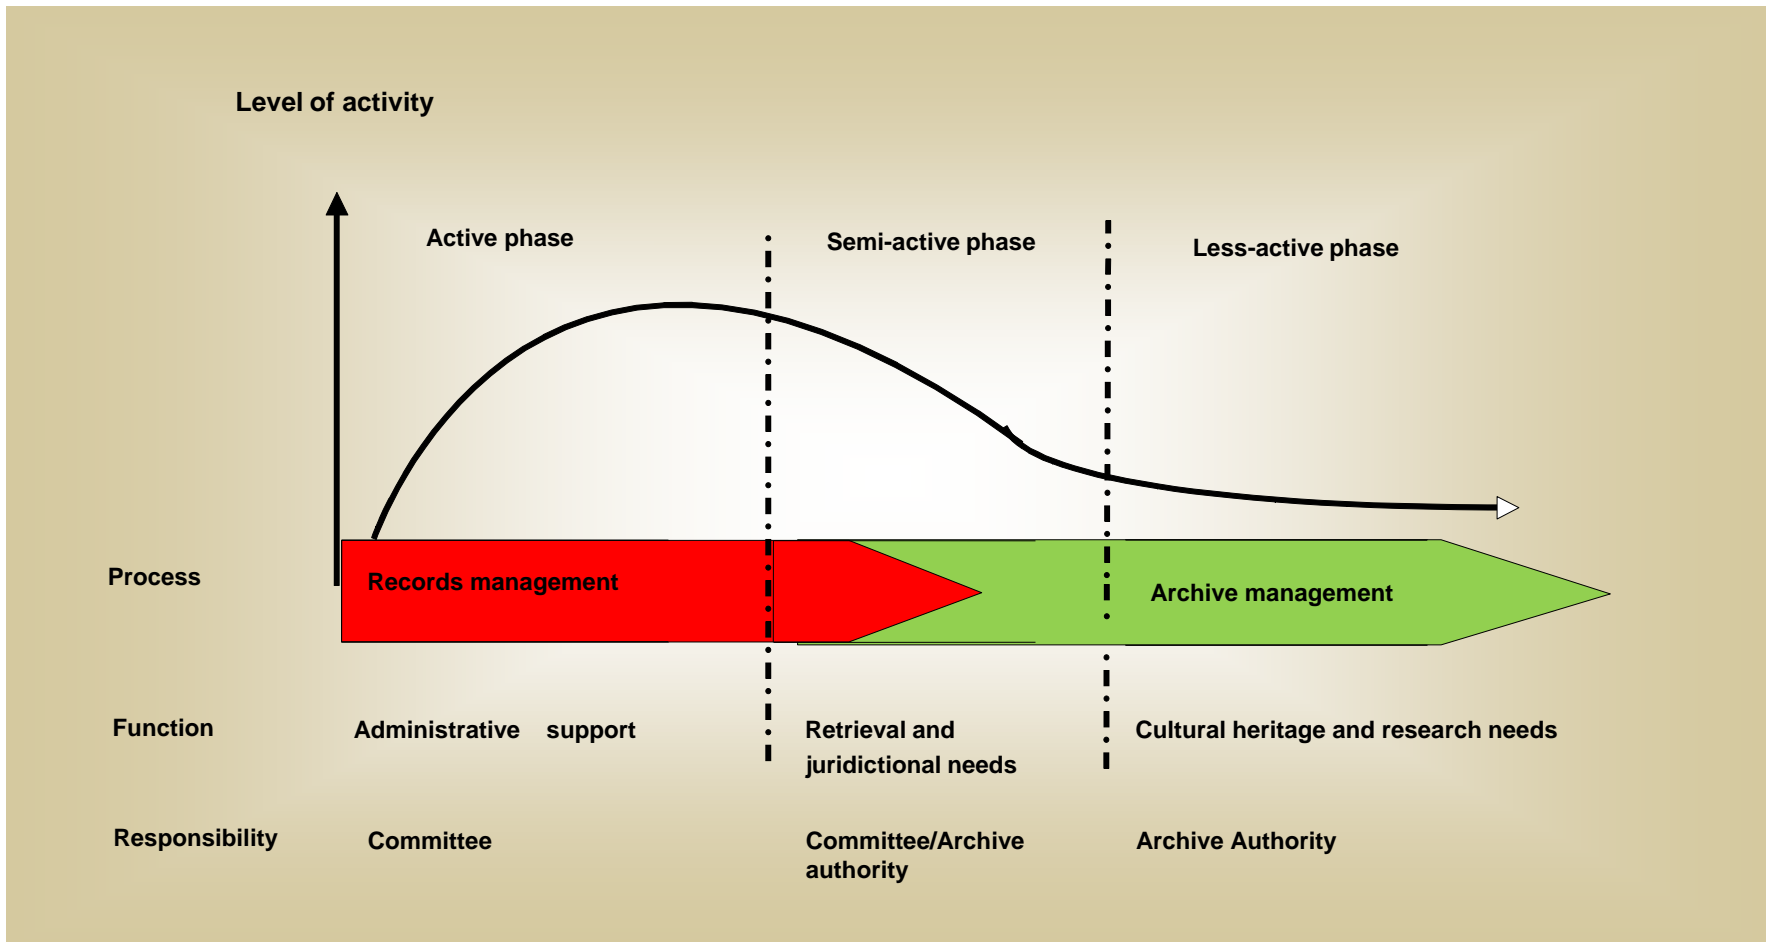 Level of activity
Active phase
Semi-active phase
Less-active phase
Process
Records management
Archive management
Function
Administrative support
Retrieval and
juridictional needs
Cultural heritage and research needs
Responsibility
Committee
Committee/Archive
authority
Archive Authority